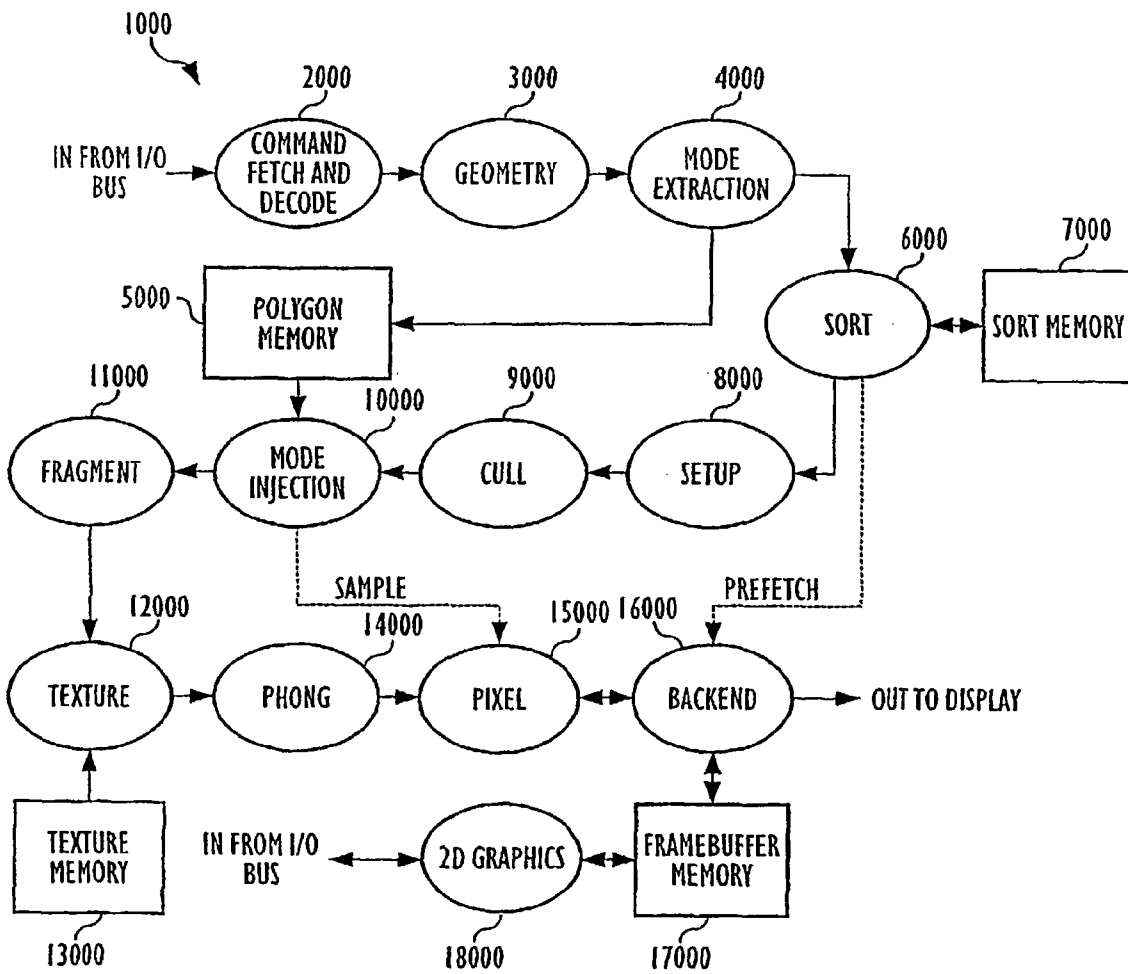 1000
2000
3000
4000
IN FROM I/O
BUS
COMMAND
FETCH AND
DECODE
GEOMETRY
MODE
EXTRACTION
6000
7000
5000
POLYGON
MEMORY
SORT
SORT MEMORY
11000
10000
9000
8000
FRAGMENT
MODE
INJECTION
CULL
SETUP
SAMPLE
PREFETCH
12000
14000
15000
16000
TEXTURE
PHONG
PIXEL
BACKEND
OUT TO DISPLAY
TEXTURE
MEMORY
IN FROM I/O
BUS
2D GRAPHICS
FRAMEBUFFER
MEMORY
13000
18000
17000